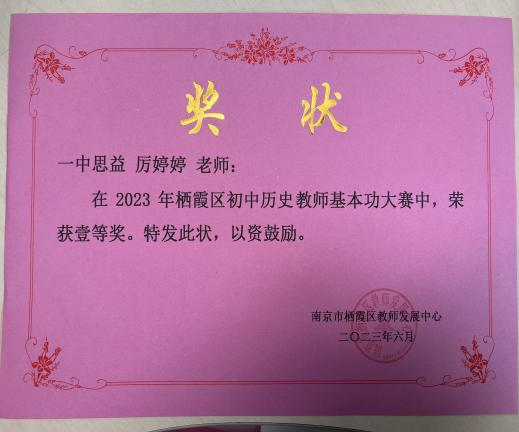 奖 状
一中思益 厉婷婷 老师：
在 2023 年栖霞区初中历史教师基本功大赛中，荣
获壹等奖。特发此状，以资鼓励。
南京市栖霞区教师发展中心
二〇二三年六月